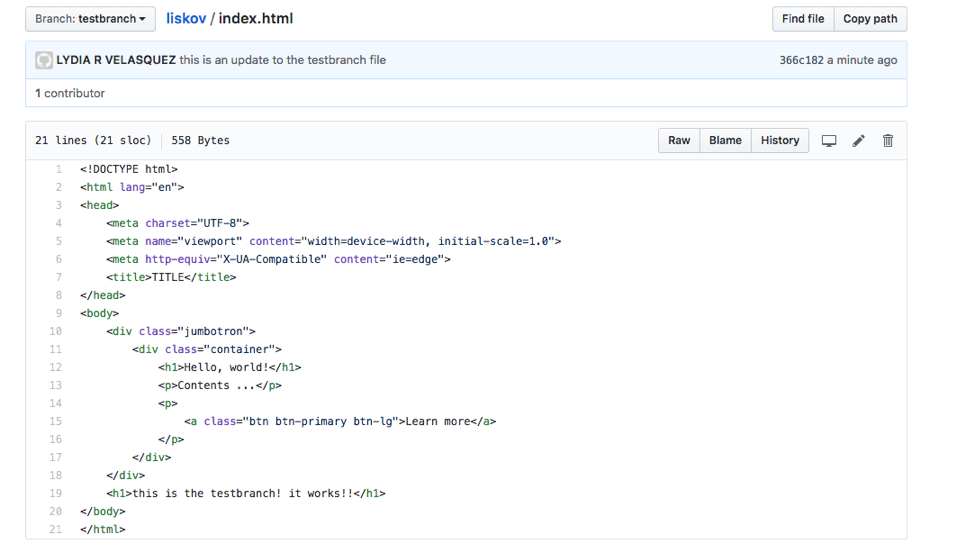 Branch: testbranch liskov / index.html Find file Copy path
LYDIA R VELASQUEZ this is an update to the testbranch file 366c182 a minute ago
1 contributor
21 lines (21 sloc) 558 Bytes Raw Blame History
1 <!DOCTYPE html>
2 <html lang="en">
3 <head>
4     <meta charset="UTF-8">
5     <meta name="viewport" content="width=device-width, initial-scale=1.0">
6     <meta http-equiv="X-UA-Compatible" content="ie=edge">
7     <title>TITLE</title>
8 </head>
9 <body>
10     <div class="jumbotron">
11         <div class="container">
12             <h1>Hello, world!</h1>
13             <p>Contents ...</p>
14             <p>
15                 <a class="btn btn-primary btn-lg">Learn more</a>
16             </p>
17         </div>
18     </div>
19     <h1>this is the testbranch! it works!!</h1>
20 </body>
21 </html>